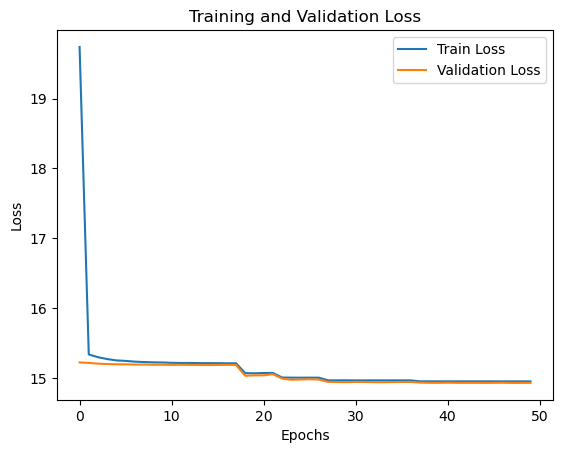 Training and Validation Loss
Train Loss
Validation Loss
19
18
17
16
15
Loss
0
10
20
30
40
50
Epochs